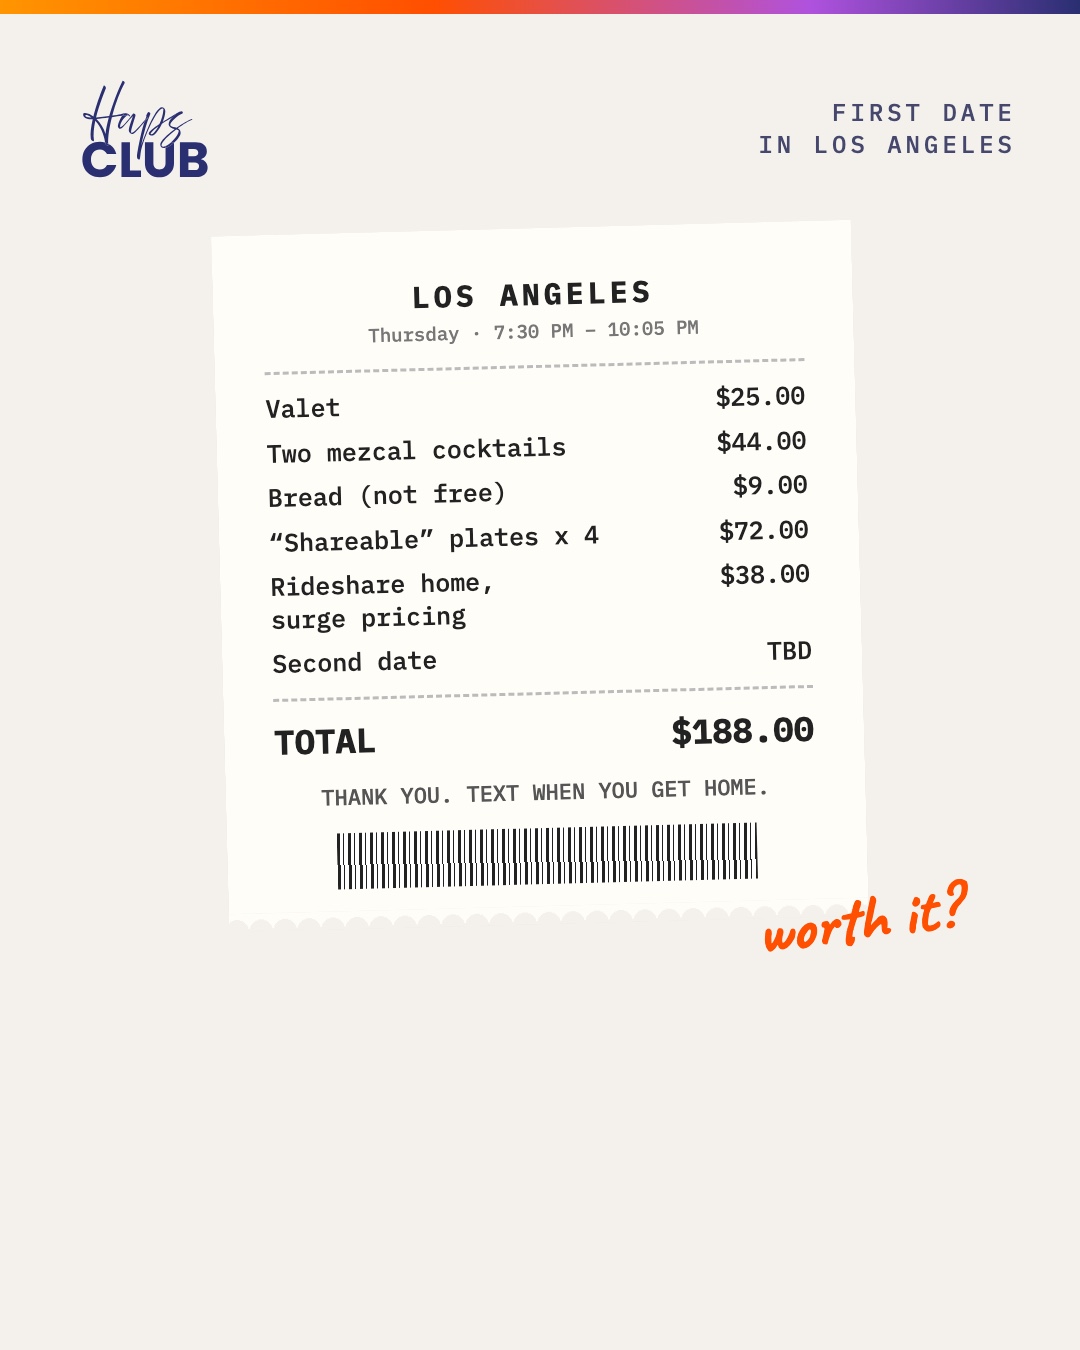 Haps
CLUB
FIRST DATE
IN LOS ANGELES
LOS ANGELES
Thursday · 7:30 PM – 10:05 PM
Valet $25.00
Two mezcal cocktails $44.00
Bread (not free) $9.00
“Shareable” plates x 4 $72.00
Rideshare home, $38.00
surge pricing
Second date TBD
TOTAL $188.00
THANK YOU. TEXT WHEN YOU GET HOME.
worth it?